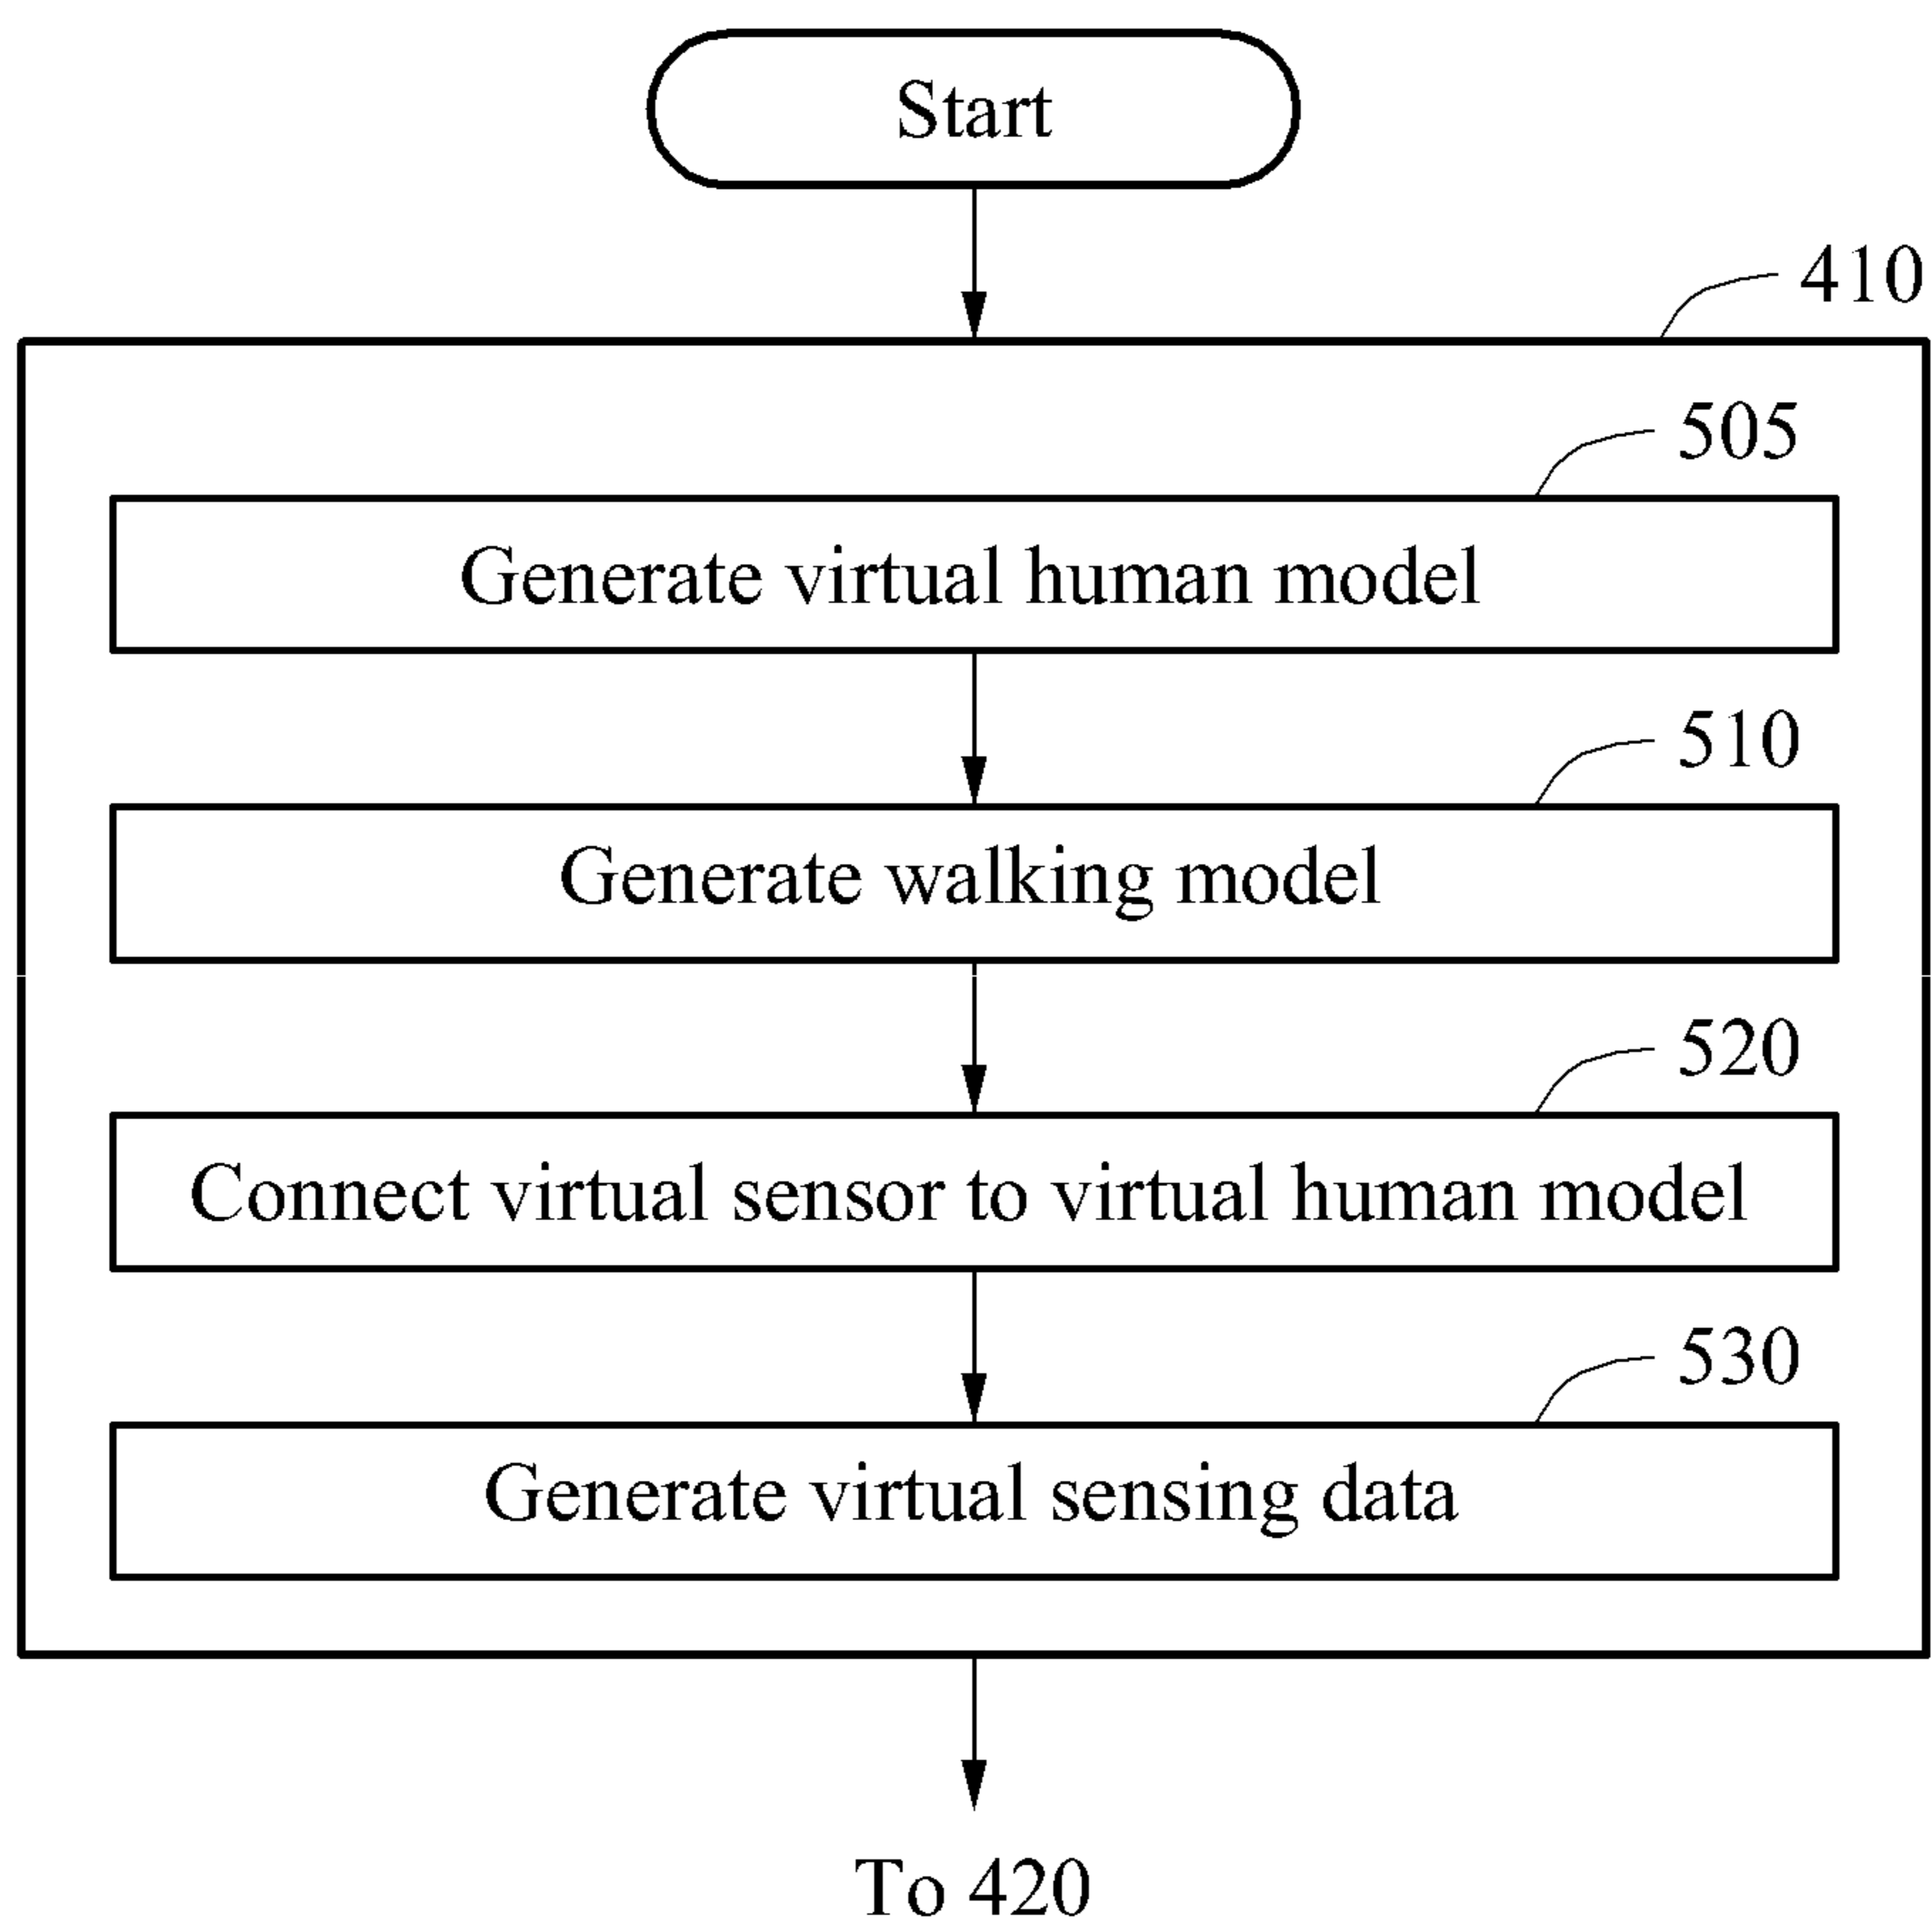 Start
410
505
Generate virtual human model
510
Generate walking model
520
Connect virtual sensor to virtual human model
530
Generate virtual sensing data
To 420